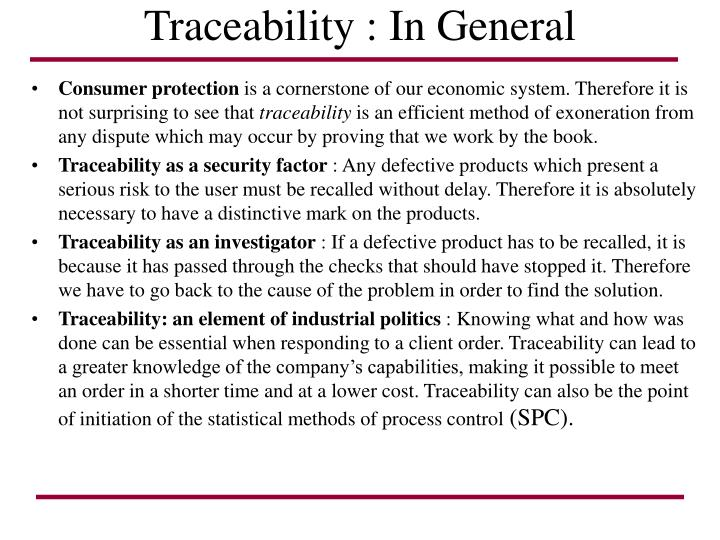 Traceability : In General
• Consumer protection is a cornerstone of our economic system. Therefore it is
not surprising to see that traceability is an efficient method of exoneration from
any dispute which may occur by proving that we work by the book.
• Traceability as a security factor : Any defective products which present a
serious risk to the user must be recalled without delay. Therefore it is absolutely
necessary to have a distinctive mark on the products.
• Traceability as an investigator : If a defective product has to be recalled, it is
because it has passed through the checks that should have stopped it. Therefore
we have to go back to the cause of the problem in order to find the solution.
• Traceability: an element of industrial politics : Knowing what and how was
done can be essential when responding to a client order. Traceability can lead to
a greater knowledge of the company’s capabilities, making it possible to meet
an order in a shorter time and at a lower cost. Traceability can also be the point
of initiation of the statistical methods of process control (SPC).